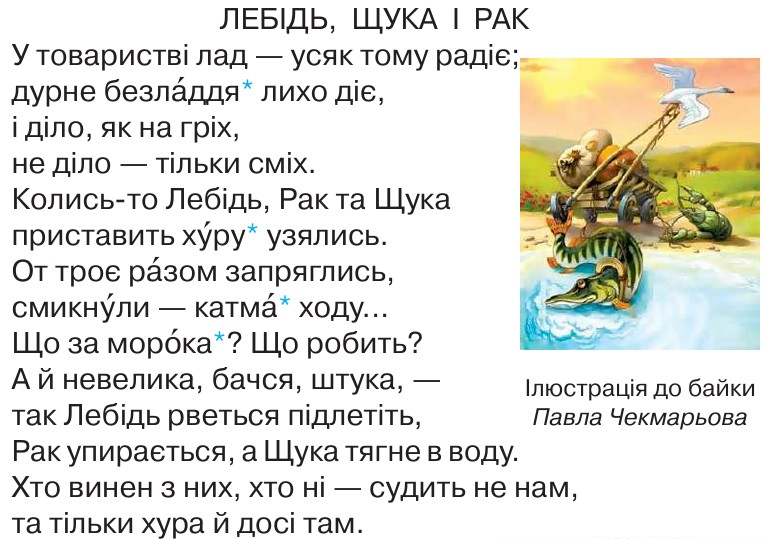 ЛЕБІДЬ, ЩУКА І РАК
У товаристві лад — усяк тому радіє;
дурне безла́ддя* лихо діє,
і діло, як на гріх,
не діло — тільки сміх.
Колись-то Лебідь, Рак та Щука
приставить ху́ру* узялись.
От троє ра́зом запряглись,
смикну́ли — катма́* ходу...
Що за моро́ка*? Що робить?
А й невелика, бачся, штука, —
так Лебідь рветься підлетіть,
Рак упирається, а Щука тягне в воду.
Хто винен з них, хто ні — судить не нам,
та тільки хура й досі там.
Ілюстрація до байки
Павла Чекмарьова